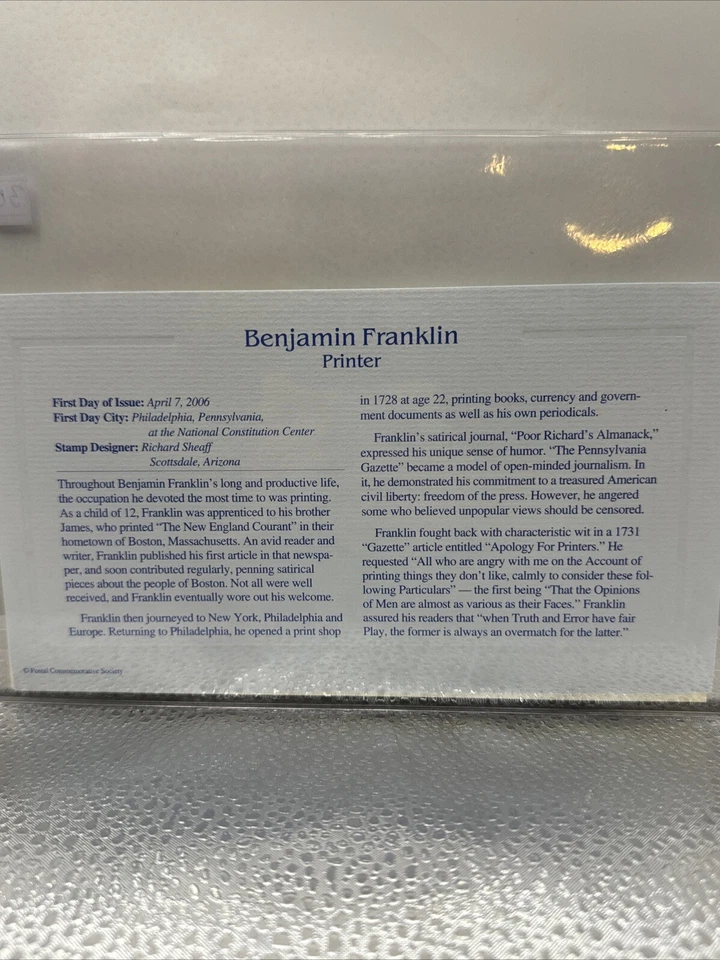 Benjamin Franklin
Printer
First Day of Issue: April 7, 2006
First Day City: Philadelphia, Pennsylvania,
at the National Constitution Center
Stamp Designer: Richard Sheaff
Scottsdale, Arizona
Throughout Benjamin Franklin's long and productive life,
the occupation he devoted the most time to was printing.
As a child of 12, Franklin was apprenticed to his brother
James, who printed "The New England Courant" in their
hometown of Boston, Massachusetts. An avid reader and
writer, Franklin published his first article in that newspa-
per, and soon contributed regularly, penning satirical
pieces about the people of Boston. Not all were well
received, and Franklin eventually wore out his welcome.
Franklin then journeyed to New York, Philadelphia and
Europe. Returning to Philadelphia, he opened a print shop
in 1728 at age 22, printing books, currency and govern-
ment documents as well as his own periodicals.
Franklin's satirical journal, "Poor Richard's Almanack,"
expressed his unique sense of humor. "The Pennsylvania
Gazette" became a model of open-minded journalism. In
it, he demonstrated his commitment to a treasured American
civil liberty: freedom of the press. However, he angered
some who believed unpopular views should be censored.
Franklin fought back with characteristic wit in a 1731
"Gazette" article entitled "Apology For Printers." He
requested "All who are angry with me on the Account of
printing things they don't like, calmly to consider these fol-
lowing Particulars" — the first being "That the Opinions
of Men are almost as various as their Faces." Franklin
assured his readers that "when Truth and Error have fair
Play, the former is always an overmatch for the latter."
© Postal Commemorative Society